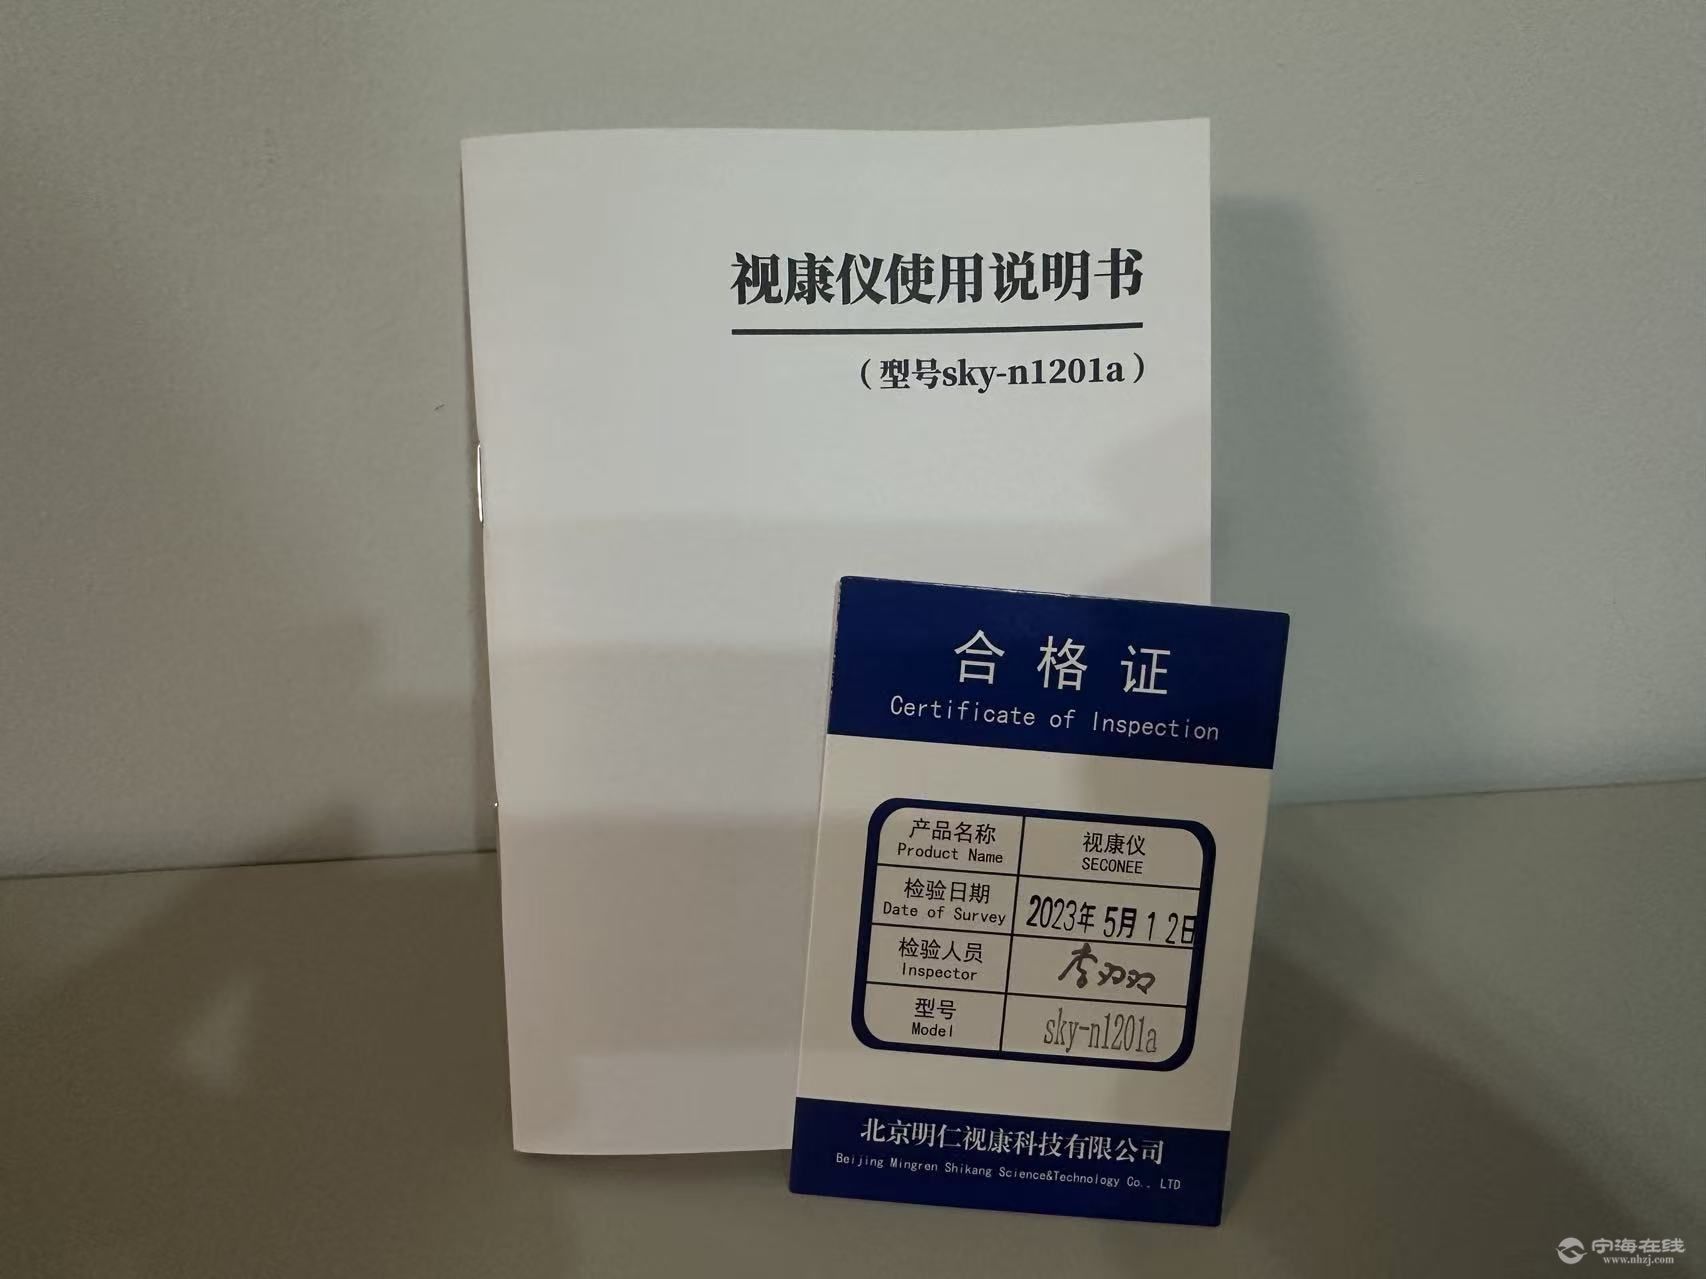 视康仪使用说明书
（型号sky-n1201a）
合格证
Certificate of Inspection
产品名称
Product Name
视康仪
SECONEE
检验日期
Date of Survey
2023年5月12日
检验人员
Inspector
李双双
型号
Model
sky-n1201a
北京明仁视康科技有限公司
Beijing Mingren Shikang Science&Technology Co., LTD
宁海在线
www.nhzj.com